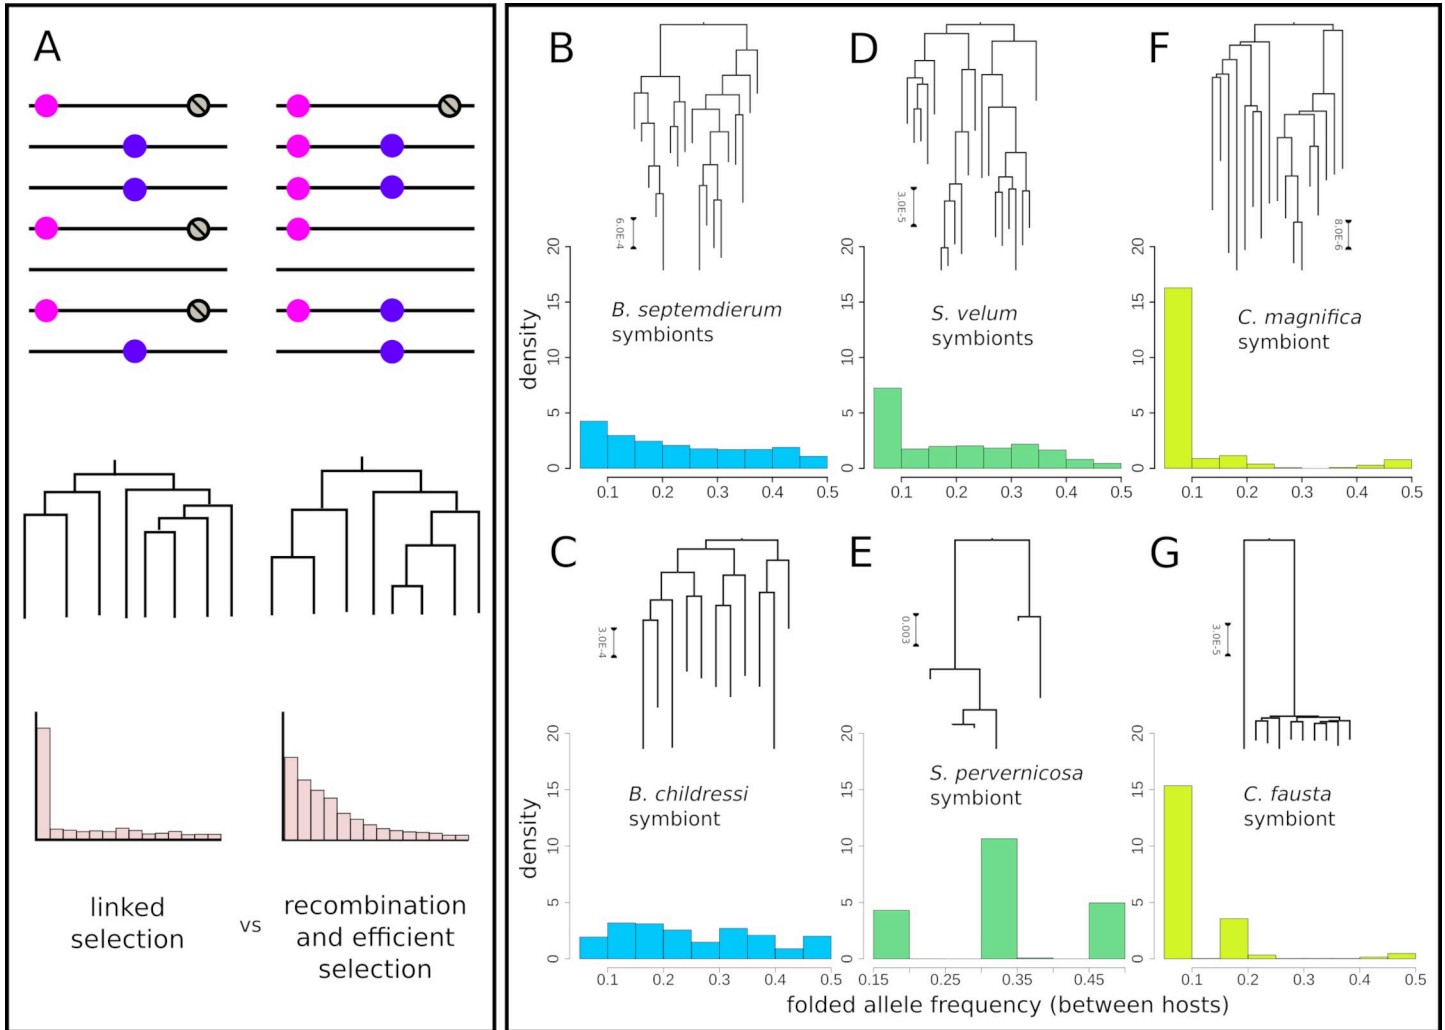 A
linked
selection
vs
recombination
and efficient
selection
B
6.0E-4
B. septemdierum
symbionts
density
0 5 10 15 20
0.1 0.2 0.3 0.4 0.5
D
3.0E-5
S. velum
symbionts
0 5 10 15 20
0.1 0.2 0.3 0.4 0.5
F
8.0E-6
C. magnifica
symbiont
0 5 10 15 20
0.1 0.2 0.3 0.4 0.5
C
3.0E-4
B. childressi
symbiont
density
0 5 10 15 20
0.1 0.2 0.3 0.4 0.5
E
0.003
S. pervernicosa
symbiont
0 5 10 15 20
0.15 0.25 0.35 0.45
G
3.0E-5
C. fausta
symbiont
0 5 10 15 20
0.1 0.2 0.3 0.4 0.5
folded allele frequency (between hosts)